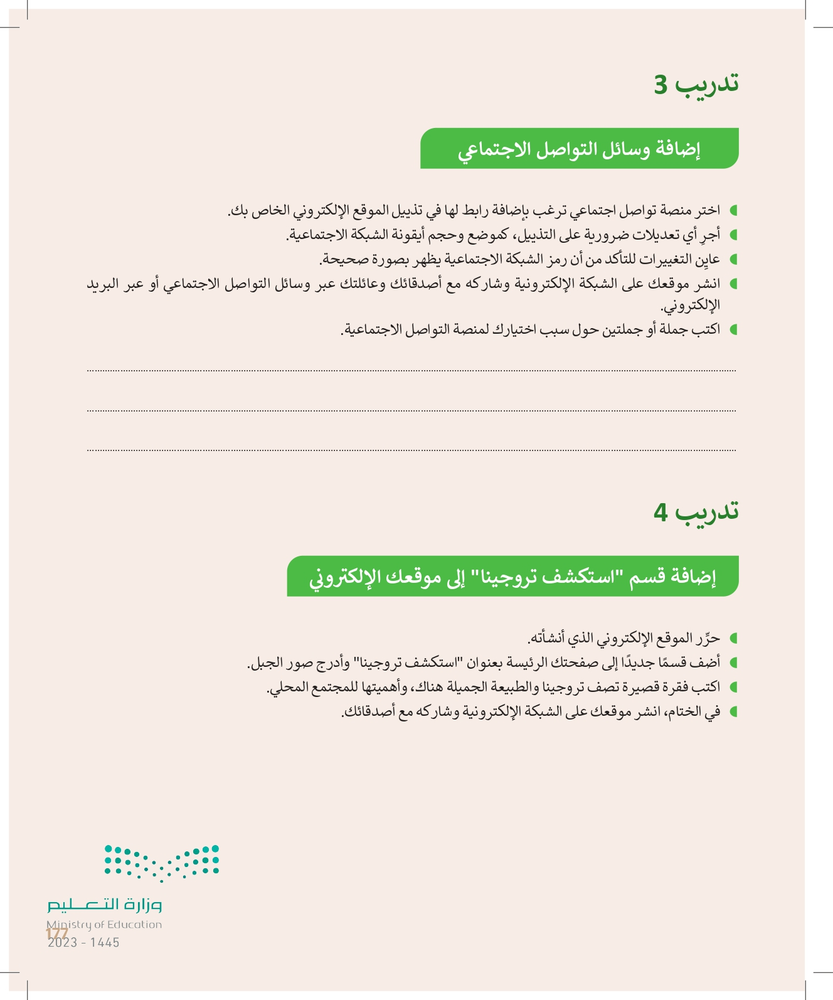 تدريب 3
إضافة وسائل التواصل الاجتماعي
اختر منصة تواصل اجتماعي ترغب بإضافة رابط لها في تذييل الموقع الإلكتروني الخاص بك.
أجرِ أي تعديلات ضرورية على التذييل، كموضع وحجم أيقونة الشبكة الاجتماعية.
عايِن التغييرات للتأكد من أن رمز الشبكة الاجتماعية يظهر بصورة صحيحة.
انشر موقعك على الشبكة الإلكترونية وشاركه مع أصدقائك وعائلتك عبر وسائل التواصل الاجتماعي أو عبر البريد
الإلكتروني.
اكتب جملة أو جملتين حول سبب اختيارك لمنصة التواصل الاجتماعية.
تدريب 4
إضافة قسم "استكشف تروجينا" إلى موقعك الإلكتروني
حرِّر الموقع الإلكتروني الذي أنشأته.
أضف قسمًا جديدًا إلى صفحتك الرئيسة بعنوان "استكشف تروجينا" وأدرج صور الجبل.
اكتب فقرة قصيرة تصف تروجينا والطبيعة الجميلة هناك، وأهميتها للمجتمع المحلي.
في الختام، انشر موقعك على الشبكة الإلكترونية وشاركه مع أصدقائك.
وزارة التعليم
Ministry of Education
177
2023 - 1445